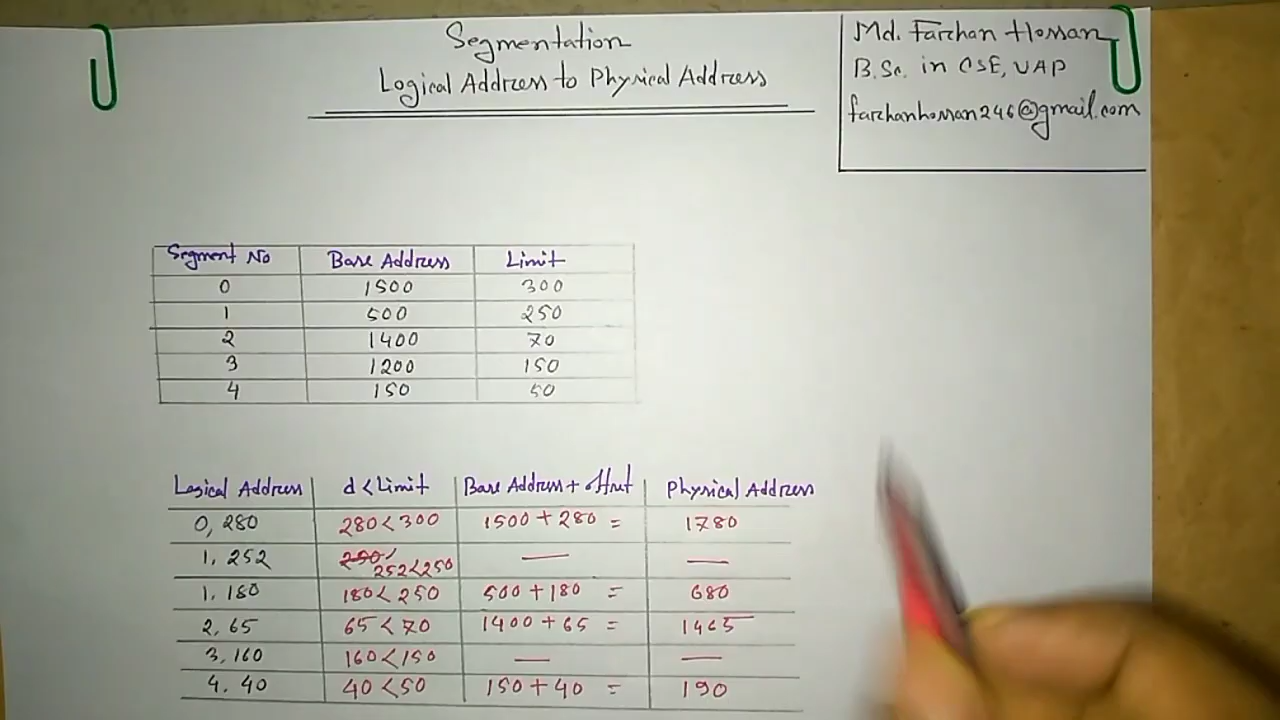 Segmentation
Logical Address to Physical Address
Md. Farhan Hossan
B.Sc. in CSE, UAP
farhanhossan246@gmail.com
Segment No Base Address Limit
0 1500 300
1 500 250
2 1400 70
3 1200 150
4 150 50
Logical Address d < Limit Base Address + offset Physical Address
0, 280 280 < 300 1500 + 280 = 1780
1, 252 252 < 250 — —
1, 180 180 < 250 500 + 180 = 680
2, 65 65 < 70 1400 + 65 = 1465
3, 160 160 < 150 — —
4. 40 40 < 50 150 + 40 = 190